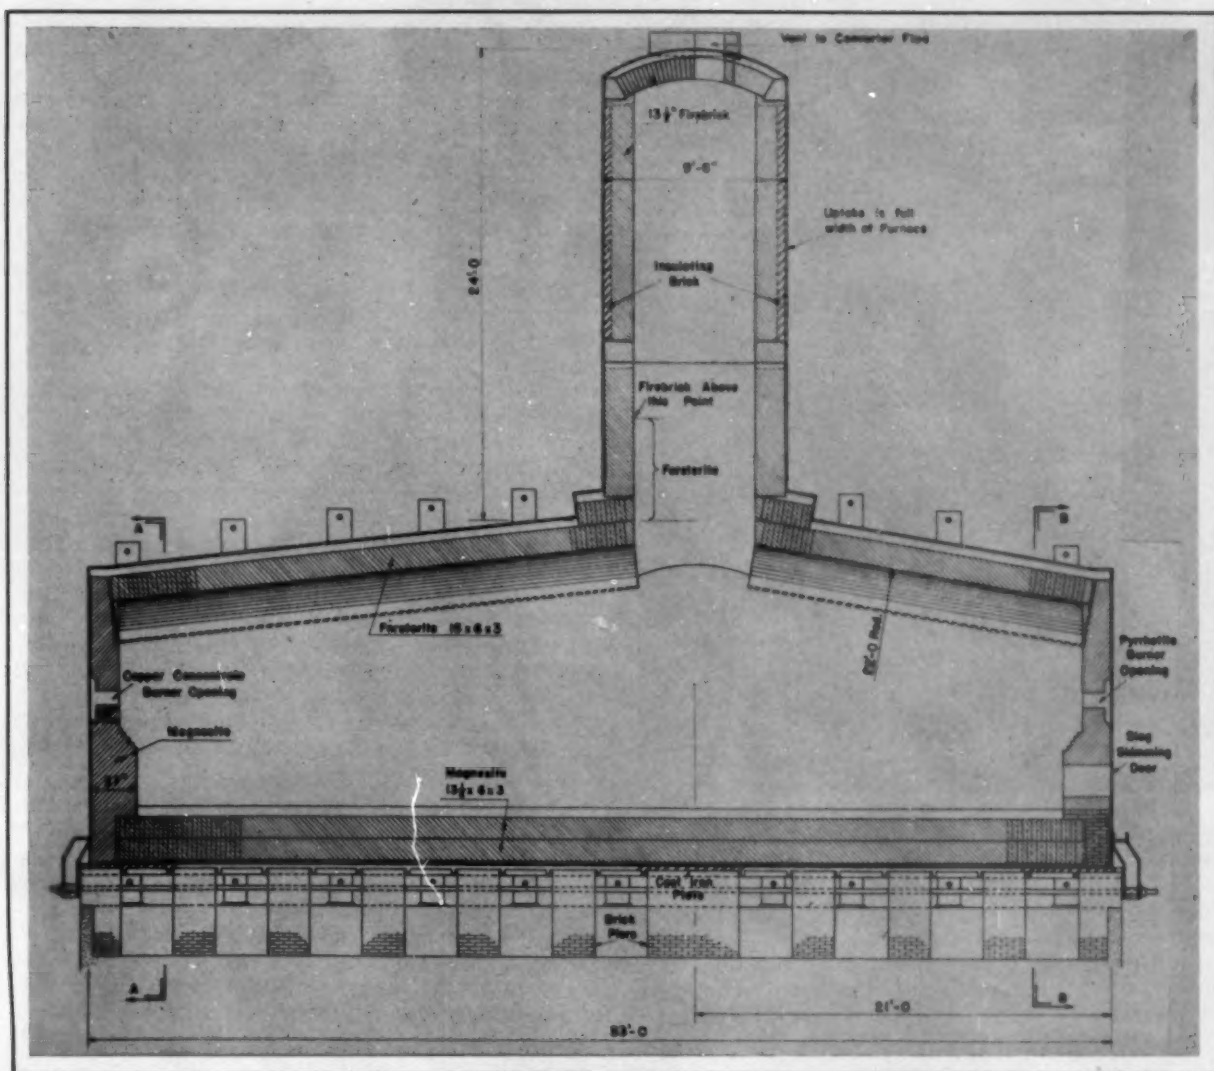 Vent to Converter Flue
13½" Firebrick
9'-6"
Uptake is full
width of Furnace
24'-0
Insulating
Brick
Firebrick Above
this Point
Forsterite
A
B
Forsterite 15 x 6 x 3
22'-0 Rad.
Pyrrhotite
Burner
Opening
Copper Concentrate
Burner Opening
Magnesite
Slag
Skimming
Door
Magnesite
13½ x 6 x 3
Cast Iron
Plate
Brick
Piers
A
B
21'-0